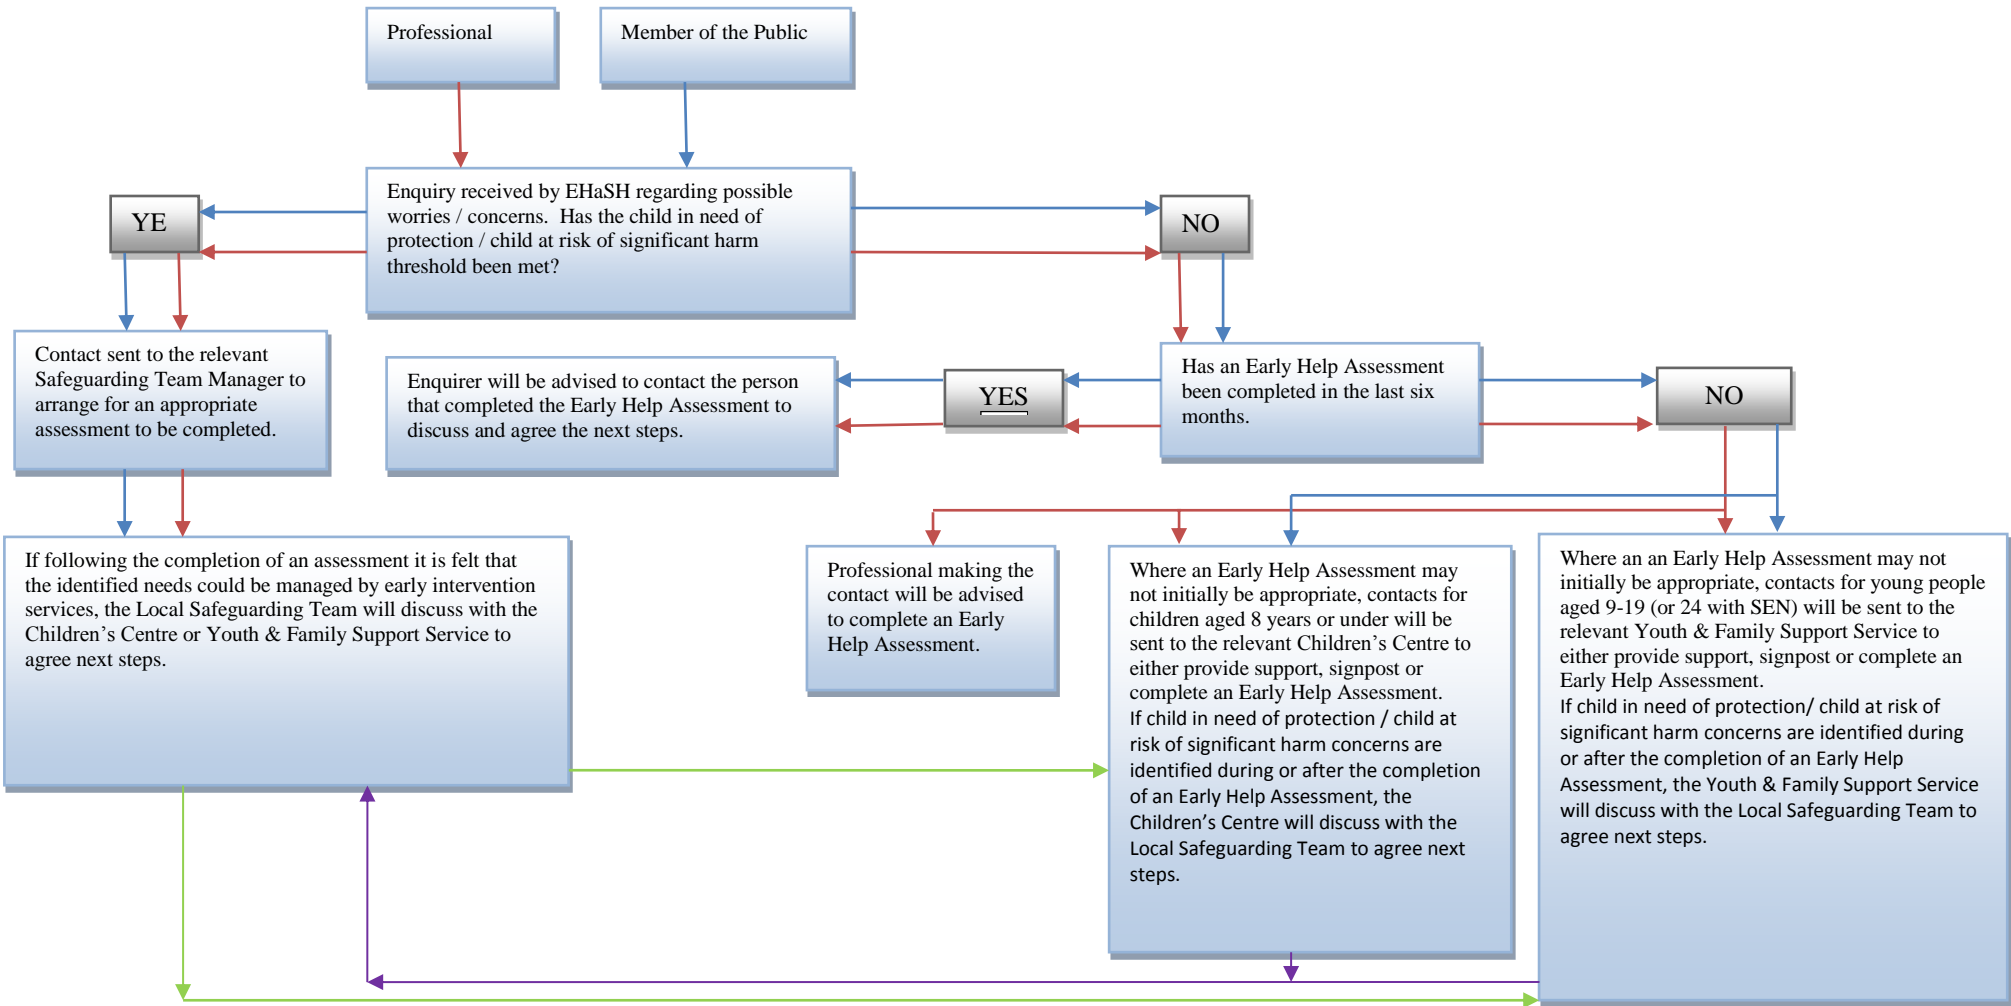 Professional
Member of the Public
Enquiry received by EHaSH regarding possible
worries / concerns.  Has the child in need of
protection / child at risk of significant harm
threshold been met?
YE
NO
Contact sent to the relevant
Safeguarding Team Manager to
arrange for an appropriate
assessment to be completed.
Enquirer will be advised to contact the person
that completed the Early Help Assessment to
discuss and agree the next steps.
YES
Has an Early Help Assessment
been completed in the last six
months.
NO
If following the completion of an assessment it is felt that
the identified needs could be managed by early intervention
services, the Local Safeguarding Team will discuss with the
Children’s Centre or Youth & Family Support Service to
agree next steps.
Professional making the
contact will be advised
to complete an Early
Help Assessment.
Where an Early Help Assessment may
not initially be appropriate, contacts for
children aged 8 years or under will be
sent to the relevant Children’s Centre to
either provide support, signpost or
complete an Early Help Assessment.
If child in need of protection / child at
risk of significant harm concerns are
identified during or after the completion
of an Early Help Assessment, the
Children’s Centre will discuss with the
Local Safeguarding Team to agree next
steps.
Where an an Early Help Assessment may not
initially be appropriate, contacts for young people
aged 9-19 (or 24 with SEN) will be sent to the
relevant Youth & Family Support Service to
either provide support, signpost or complete an
Early Help Assessment.
If child in need of protection/ child at risk of
significant harm concerns are identified during
or after the completion of an Early Help
Assessment, the Youth & Family Support Service
will discuss with the Local Safeguarding Team to
agree next steps.